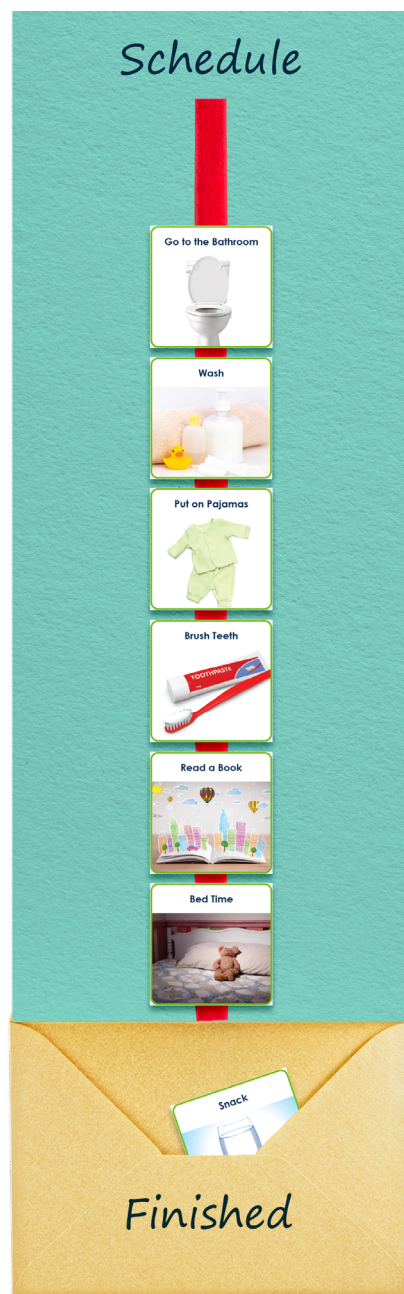 Schedule
Go to the Bathroom
Wash
Put on Pajamas
Brush Teeth
TOOTHPASTE
Read a Book
Bed Time
Snack
Finished